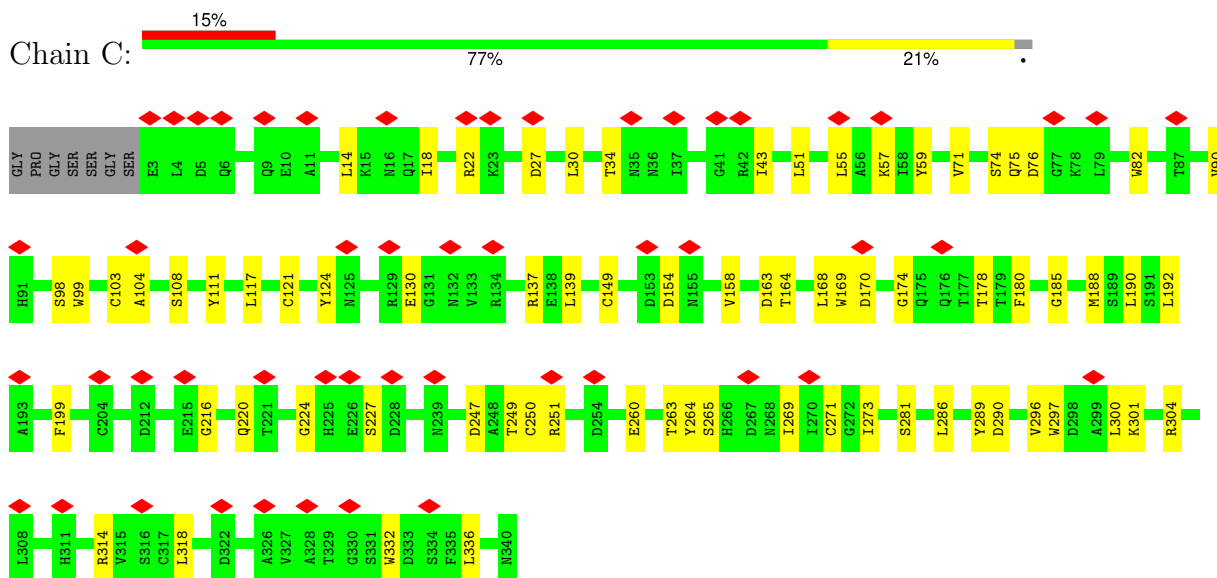 15%
Chain C:
77% 21% •
GLY PRO GLY SER SER GLY SER E3 L4 D5 Q6 Q9 E10 A11 L14 K15 N16 Q17 I18 R22 K23 D27 L30 T34 N35 N36 I37 G41 R42 I43 L51 L55 A56 K57 I58 Y59 V71 S74 Q75 D76 G77 K78 L79 W82 T87 V90
H91 S98 W99 C103 A104 S108 Y111 L117 C121 Y124 N125 R129 E130 G131 N132 V133 R134 R137 E138 L139 C149 D153 D154 N155 V158 D163 T164 L168 W169 D170 G174 Q175 Q176 T177 T178 T179 F180 G185 M188 S189 L190 S191 L192
A193 F199 C204 D212 E215 G216 Q220 T221 G224 H225 E226 S227 D228 N239 D247 A248 T249 C250 R251 D254 E260 T263 Y264 S265 H266 D267 N268 I269 I270 C271 G272 I273 S281 L286 Y289 D290 V296 W297 D298 A299 L300 K301 R304
L308 H311 R314 V315 S316 C317 L318 D322 A326 V327 A328 T329 G330 S331 W332 D333 S334 F335 L336 N340